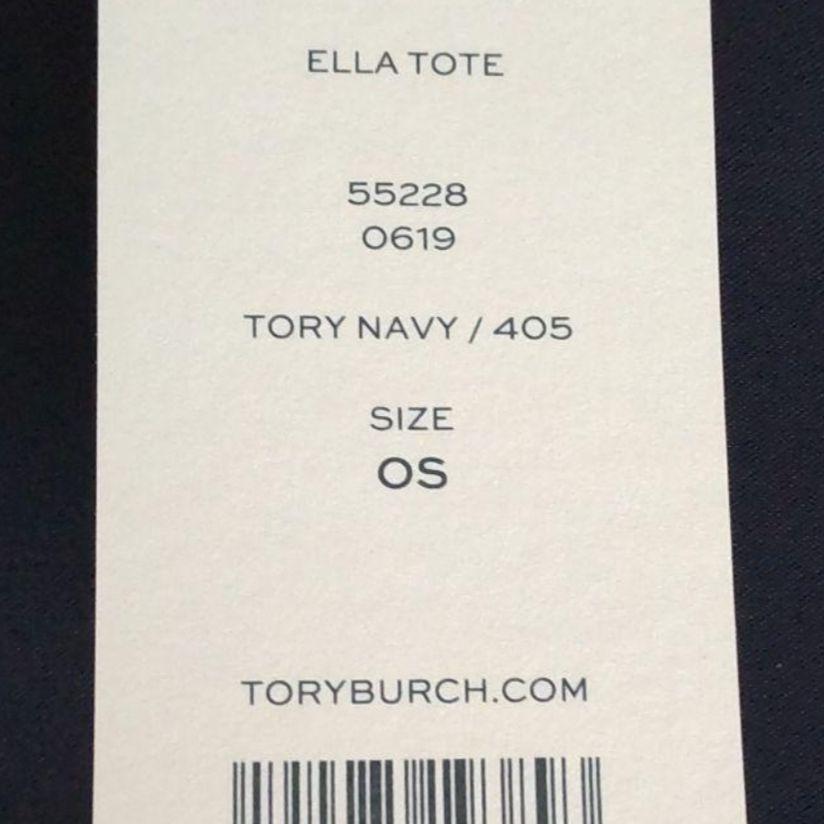 ELLA TOTE
55228
0619
TORY NAVY / 405
SIZE
OS
TORYBURCH.COM